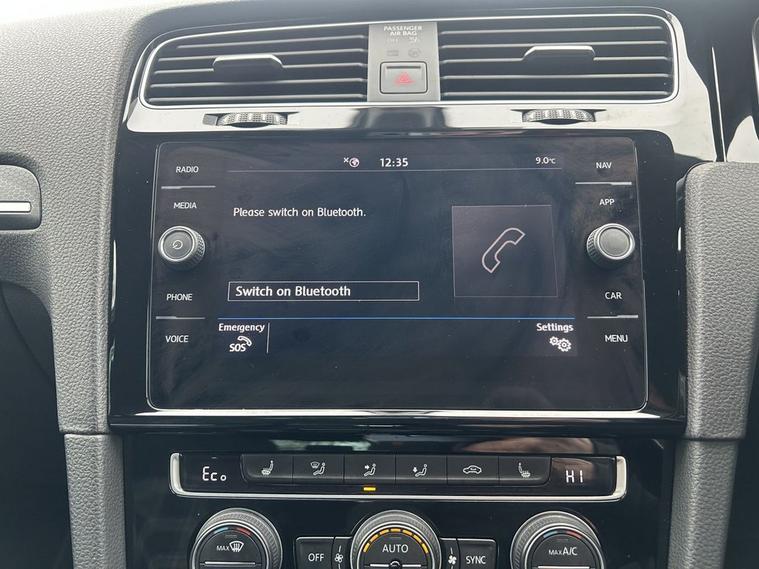 PASSENGER
AIR BAG
OFF
RADIO
12:35
9.0°C
NAV
MEDIA
Please switch on Bluetooth.
APP
PHONE
Switch on Bluetooth
CAR
VOICE
Emergency
SOS
Settings
MENU
Eco
HI
MAX
OFF
AUTO
SYNC
MAX A/C